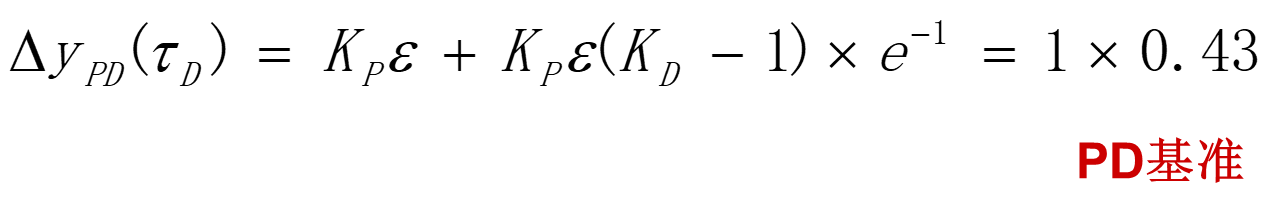 Δy_PD(τ_D) = K_Pε + K_Pε(K_D − 1) × e^−1 = 1 × 0.43
PD基准